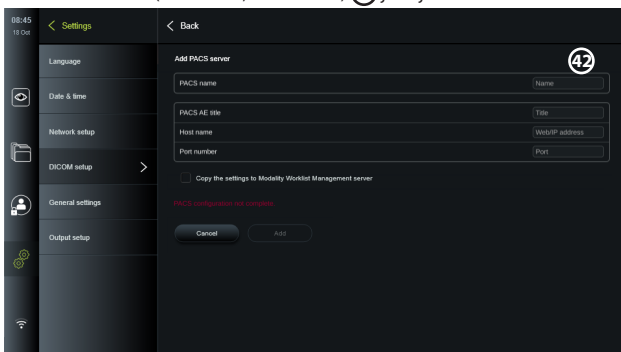 08:45
18 Oct
Settings
Back
Language
Date & time
Network setup
DICOM setup
General settings
Output setup
Add PACS server
42
PACS name
Name
PACS AE title
Title
Host name
Web/IP address
Port number
Port
Copy the settings to Modality Worklist Management server
PACS configuration not complete
Cancel
Add